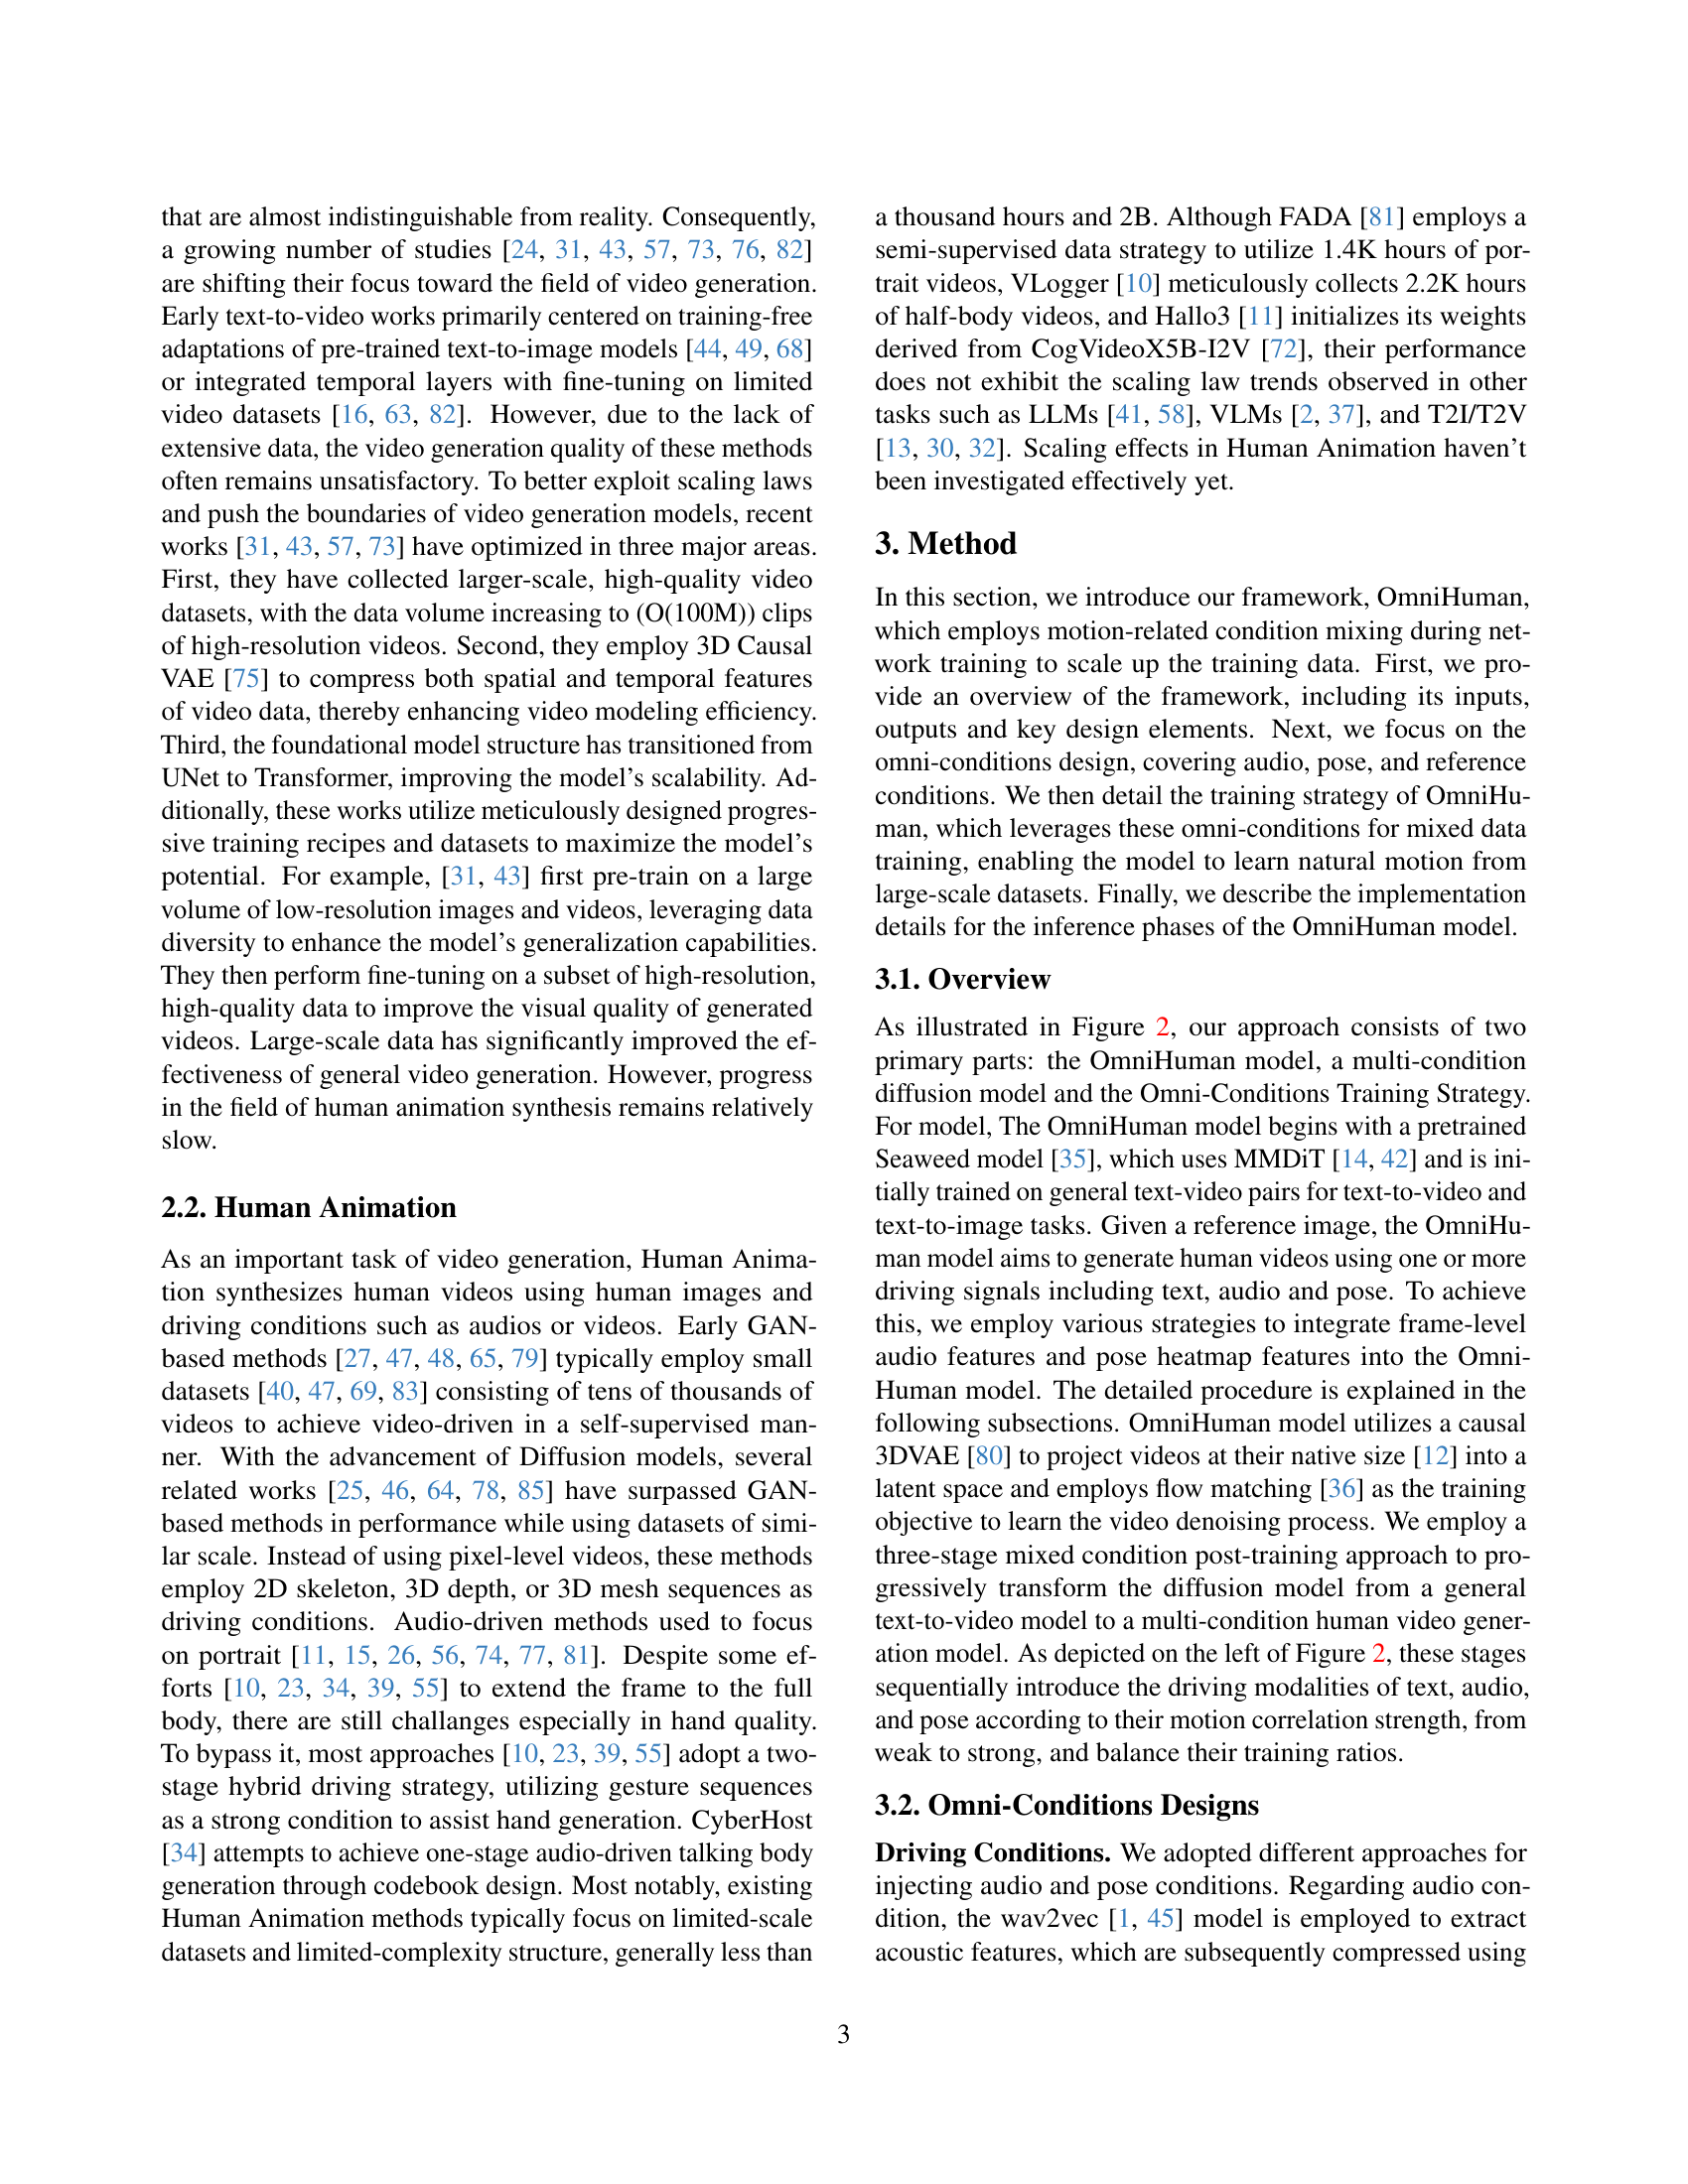 that are almost indistinguishable from reality. Consequently,
a growing number of studies [24, 31, 43, 57, 73, 76, 82]
are shifting their focus toward the field of video generation.
Early text-to-video works primarily centered on training-free
adaptations of pre-trained text-to-image models [44, 49, 68]
or integrated temporal layers with fine-tuning on limited
video datasets [16, 63, 82]. However, due to the lack of
extensive data, the video generation quality of these methods
often remains unsatisfactory. To better exploit scaling laws
and push the boundaries of video generation models, recent
works [31, 43, 57, 73] have optimized in three major areas.
First, they have collected larger-scale, high-quality video
datasets, with the data volume increasing to (O(100M)) clips
of high-resolution videos. Second, they employ 3D Causal
VAE [75] to compress both spatial and temporal features
of video data, thereby enhancing video modeling efficiency.
Third, the foundational model structure has transitioned from
UNet to Transformer, improving the model's scalability. Ad-
ditionally, these works utilize meticulously designed progres-
sive training recipes and datasets to maximize the model's
potential. For example, [31, 43] first pre-train on a large
volume of low-resolution images and videos, leveraging data
diversity to enhance the model's generalization capabilities.
They then perform fine-tuning on a subset of high-resolution,
high-quality data to improve the visual quality of generated
videos. Large-scale data has significantly improved the ef-
fectiveness of general video generation. However, progress
in the field of human animation synthesis remains relatively
slow.
2.2. Human Animation
As an important task of video generation, Human Anima-
tion synthesizes human videos using human images and
driving conditions such as audios or videos. Early GAN-
based methods [27, 47, 48, 65, 79] typically employ small
datasets [40, 47, 69, 83] consisting of tens of thousands of
videos to achieve video-driven in a self-supervised man-
ner. With the advancement of Diffusion models, several
related works [25, 46, 64, 78, 85] have surpassed GAN-
based methods in performance while using datasets of simi-
lar scale. Instead of using pixel-level videos, these methods
employ 2D skeleton, 3D depth, or 3D mesh sequences as
driving conditions. Audio-driven methods used to focus
on portrait [11, 15, 26, 56, 74, 77, 81]. Despite some ef-
forts [10, 23, 34, 39, 55] to extend the frame to the full
body, there are still challanges especially in hand quality.
To bypass it, most approaches [10, 23, 39, 55] adopt a two-
stage hybrid driving strategy, utilizing gesture sequences
as a strong condition to assist hand generation. CyberHost
[34] attempts to achieve one-stage audio-driven talking body
generation through codebook design. Most notably, existing
Human Animation methods typically focus on limited-scale
datasets and limited-complexity structure, generally less than
a thousand hours and 2B. Although FADA [81] employs a
semi-supervised data strategy to utilize 1.4K hours of por-
trait videos, VLogger [10] meticulously collects 2.2K hours
of half-body videos, and Hallo3 [11] initializes its weights
derived from CogVideoX5B-I2V [72], their performance
does not exhibit the scaling law trends observed in other
tasks such as LLMs [41, 58], VLMs [2, 37], and T2I/T2V
[13, 30, 32]. Scaling effects in Human Animation haven't
been investigated effectively yet.
3. Method
In this section, we introduce our framework, OmniHuman,
which employs motion-related condition mixing during net-
work training to scale up the training data. First, we pro-
vide an overview of the framework, including its inputs,
outputs and key design elements. Next, we focus on the
omni-conditions design, covering audio, pose, and reference
conditions. We then detail the training strategy of OmniHu-
man, which leverages these omni-conditions for mixed data
training, enabling the model to learn natural motion from
large-scale datasets. Finally, we describe the implementation
details for the inference phases of the OmniHuman model.
3.1. Overview
As illustrated in Figure 2, our approach consists of two
primary parts: the OmniHuman model, a multi-condition
diffusion model and the Omni-Conditions Training Strategy.
For model, The OmniHuman model begins with a pretrained
Seaweed model [35], which uses MMDiT [14, 42] and is ini-
tially trained on general text-video pairs for text-to-video and
text-to-image tasks. Given a reference image, the OmniHu-
man model aims to generate human videos using one or more
driving signals including text, audio and pose. To achieve
this, we employ various strategies to integrate frame-level
audio features and pose heatmap features into the Omni-
Human model. The detailed procedure is explained in the
following subsections. OmniHuman model utilizes a causal
3DVAE [80] to project videos at their native size [12] into a
latent space and employs flow matching [36] as the training
objective to learn the video denoising process. We employ a
three-stage mixed condition post-training approach to pro-
gressively transform the diffusion model from a general
text-to-video model to a multi-condition human video gener-
ation model. As depicted on the left of Figure 2, these stages
sequentially introduce the driving modalities of text, audio,
and pose according to their motion correlation strength, from
weak to strong, and balance their training ratios.
3.2. Omni-Conditions Designs
Driving Conditions. We adopted different approaches for
injecting audio and pose conditions. Regarding audio con-
dition, the wav2vec [1, 45] model is employed to extract
acoustic features, which are subsequently compressed using
3